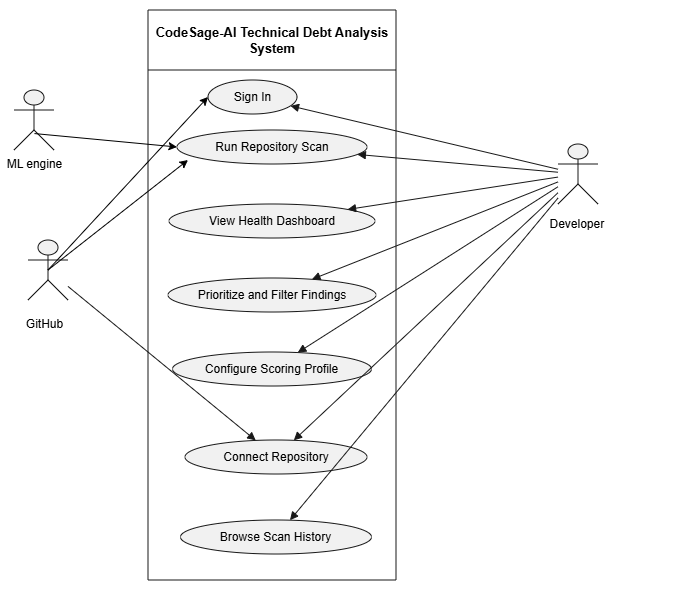 CodeSage-AI Technical Debt Analysis
System
Sign In
Run Repository Scan
ML engine
View Health Dashboard
Developer
Prioritize and Filter Findings
GitHub
Configure Scoring Profile
Connect Repository
Browse Scan History